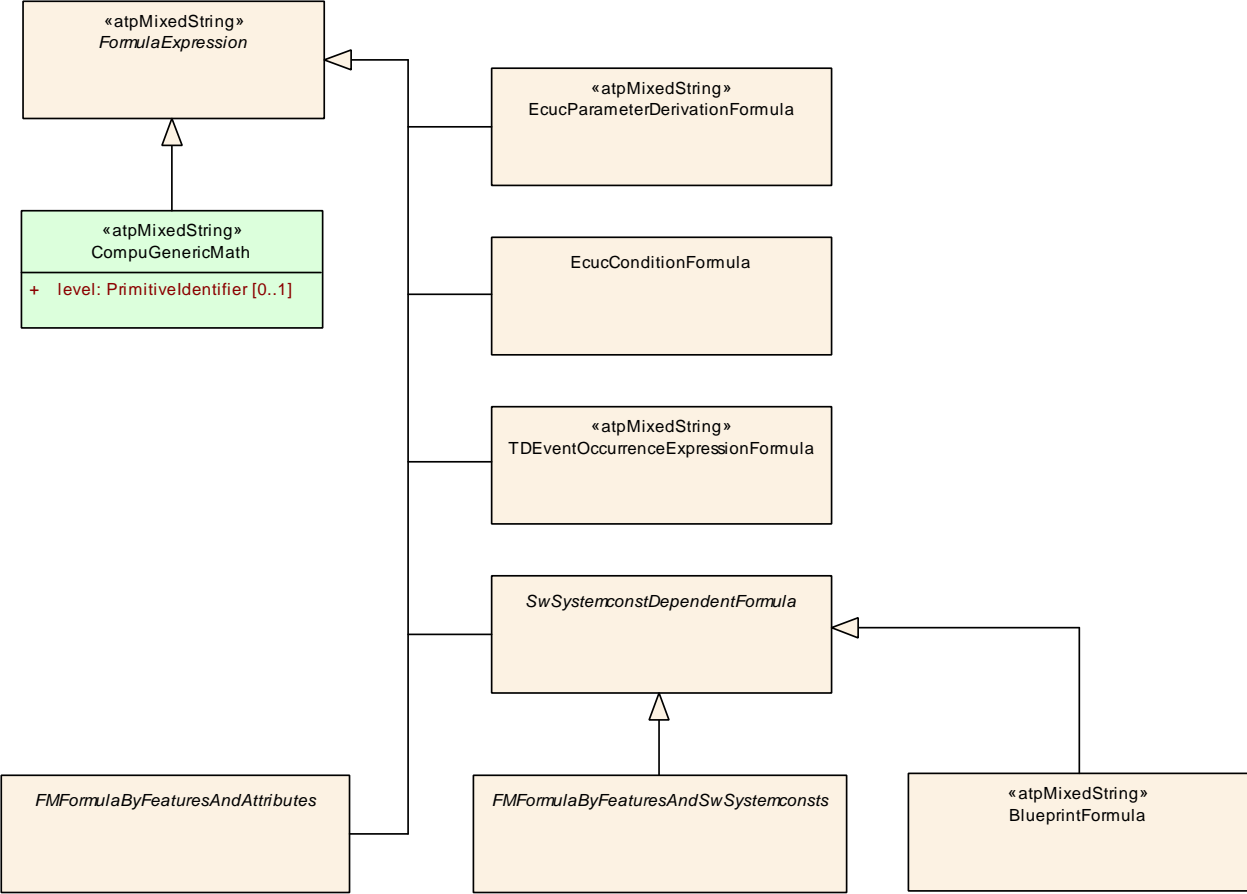 «atpMixedString»
FormulaExpression
«atpMixedString»
EcucParameterDerivationFormula
«atpMixedString»
CompuGenericMath
+ level: PrimitiveIdentifier [0..1]
EcucConditionFormula
«atpMixedString»
TDEventOccurrenceExpressionFormula
SwSystemconstDependentFormula
FMFormulaByFeaturesAndAttributes
FMFormulaByFeaturesAndSwSystemconsts
«atpMixedString»
BlueprintFormula